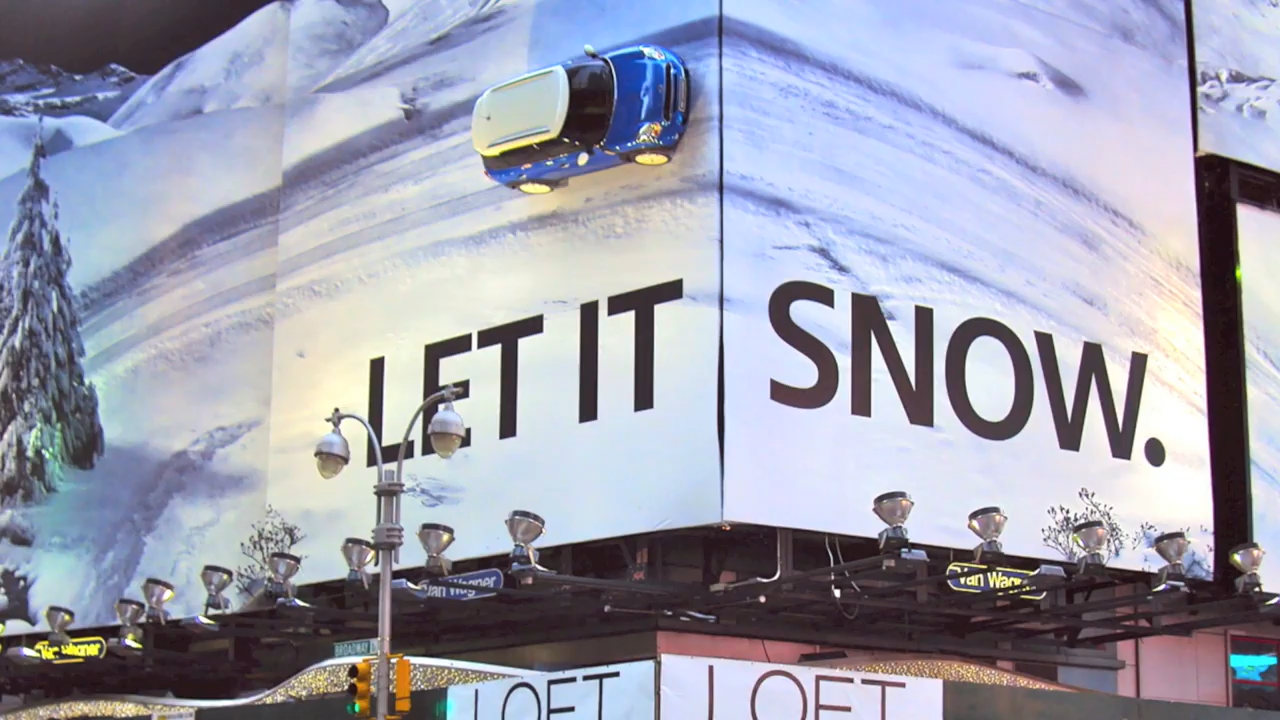 LET IT SNOW.
Van Wagner
Van Wagner
Van Wagner
BROADWAY
LOFT LOFT